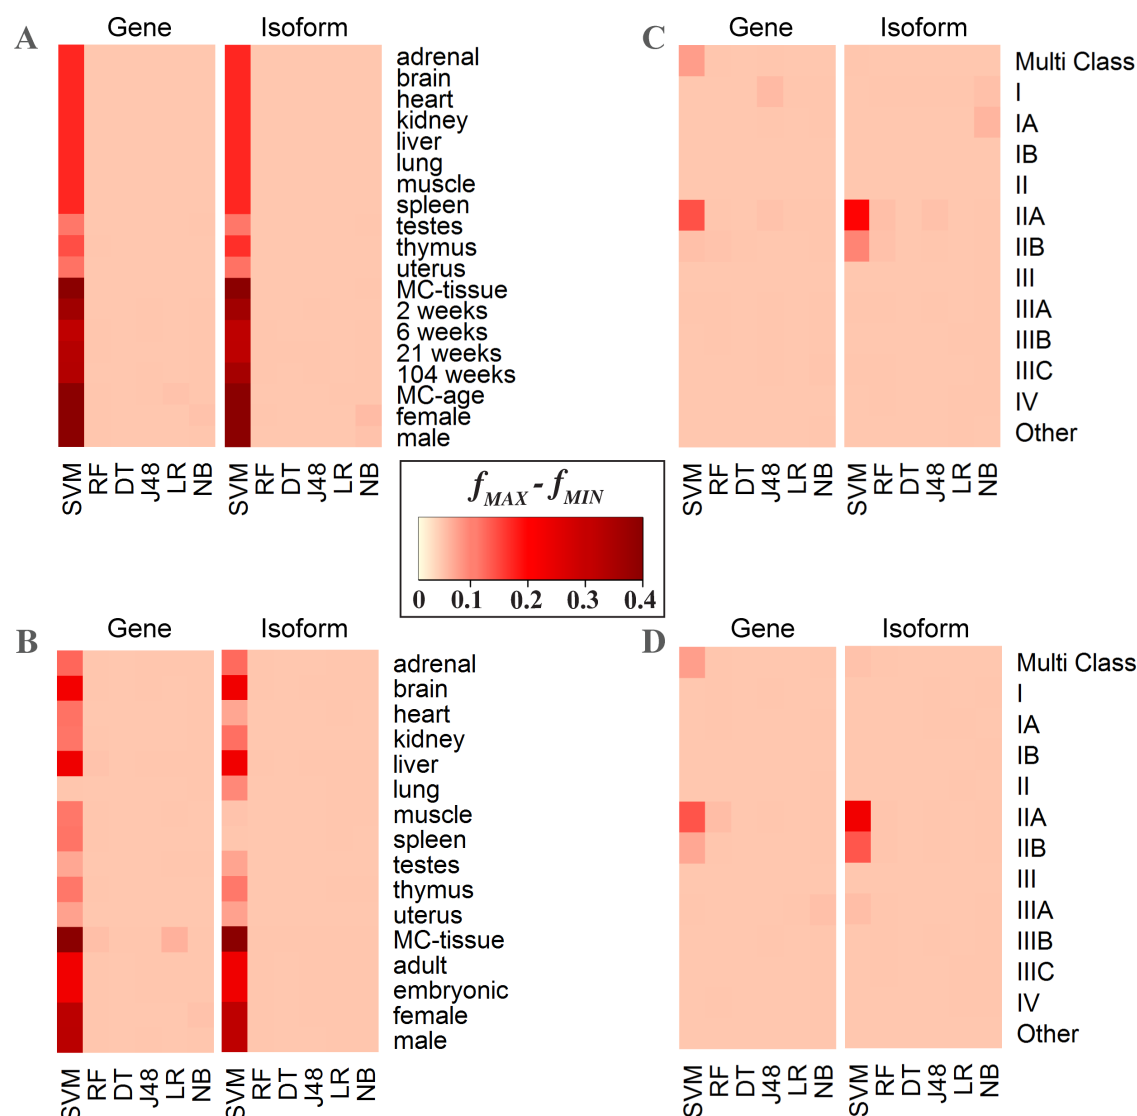 A
Gene
Isoform
adrenal
brain
heart
kidney
liver
lung
muscle
spleen
testes
thymus
uterus
MC-tissue
2 weeks
6 weeks
21 weeks
104 weeks
MC-age
female
male
SVM
RF
DT
J48
LR
NB
SVM
RF
DT
J48
LR
NB
C
Gene
Isoform
Multi Class
I
IA
IB
II
IIA
IIB
III
IIIA
IIIB
IIIC
IV
Other
SVM
RF
DT
J48
LR
NB
SVM
RF
DT
J48
LR
NB
fMAX - fMIN
0 0.1 0.2 0.3 0.4
B
Gene
Isoform
adrenal
brain
heart
kidney
liver
lung
muscle
spleen
testes
thymus
uterus
MC-tissue
adult
embryonic
female
male
SVM
RF
DT
J48
LR
NB
SVM
RF
DT
J48
LR
NB
D
Gene
Isoform
Multi Class
I
IA
IB
II
IIA
IIB
III
IIIA
IIIB
IIIC
IV
Other
SVM
RF
DT
J48
LR
NB
SVM
RF
DT
J48
LR
NB